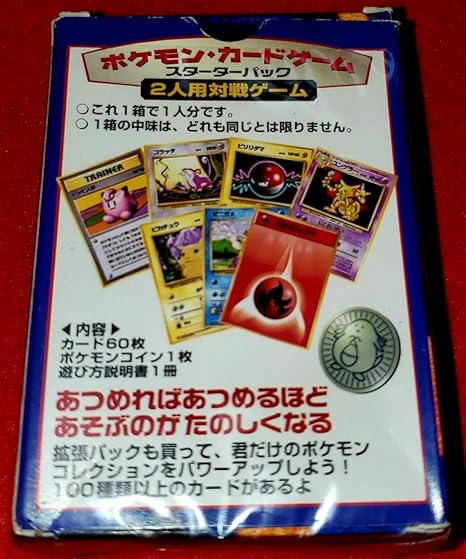 ポケモン・カードゲーム
スターターパック
2人用対戦ゲーム
○これ1箱で1人分です。
○1箱の中味は、どれも同じとは限りません。
TRAINER
コラッタ
ビリリダマ
ピカチュウ
◀内容▶
カード60枚
ポケモンコイン1枚
遊び方説明書1冊
あつめればあつめるほど
あそぶのがたのしくなる
拡張パックも買って、君だけのポケモン
コレクションをパワーアップしよう!
100種類以上のカードがあるよ